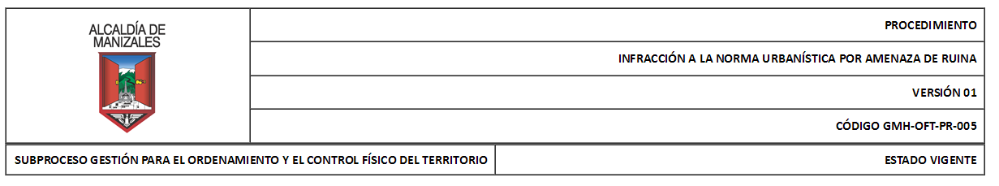 ALCALDÍA DE
MANIZALES
PROCEDIMIENTO
INFRACCIÓN A LA NORMA URBANÍSTICA POR AMENAZA DE RUINA
VERSIÓN 01
CÓDIGO GMH-OFT-PR-005
SUBPROCESO GESTIÓN PARA EL ORDENAMIENTO Y EL CONTROL FÍSICO DEL TERRITORIO
ESTADO VIGENTE